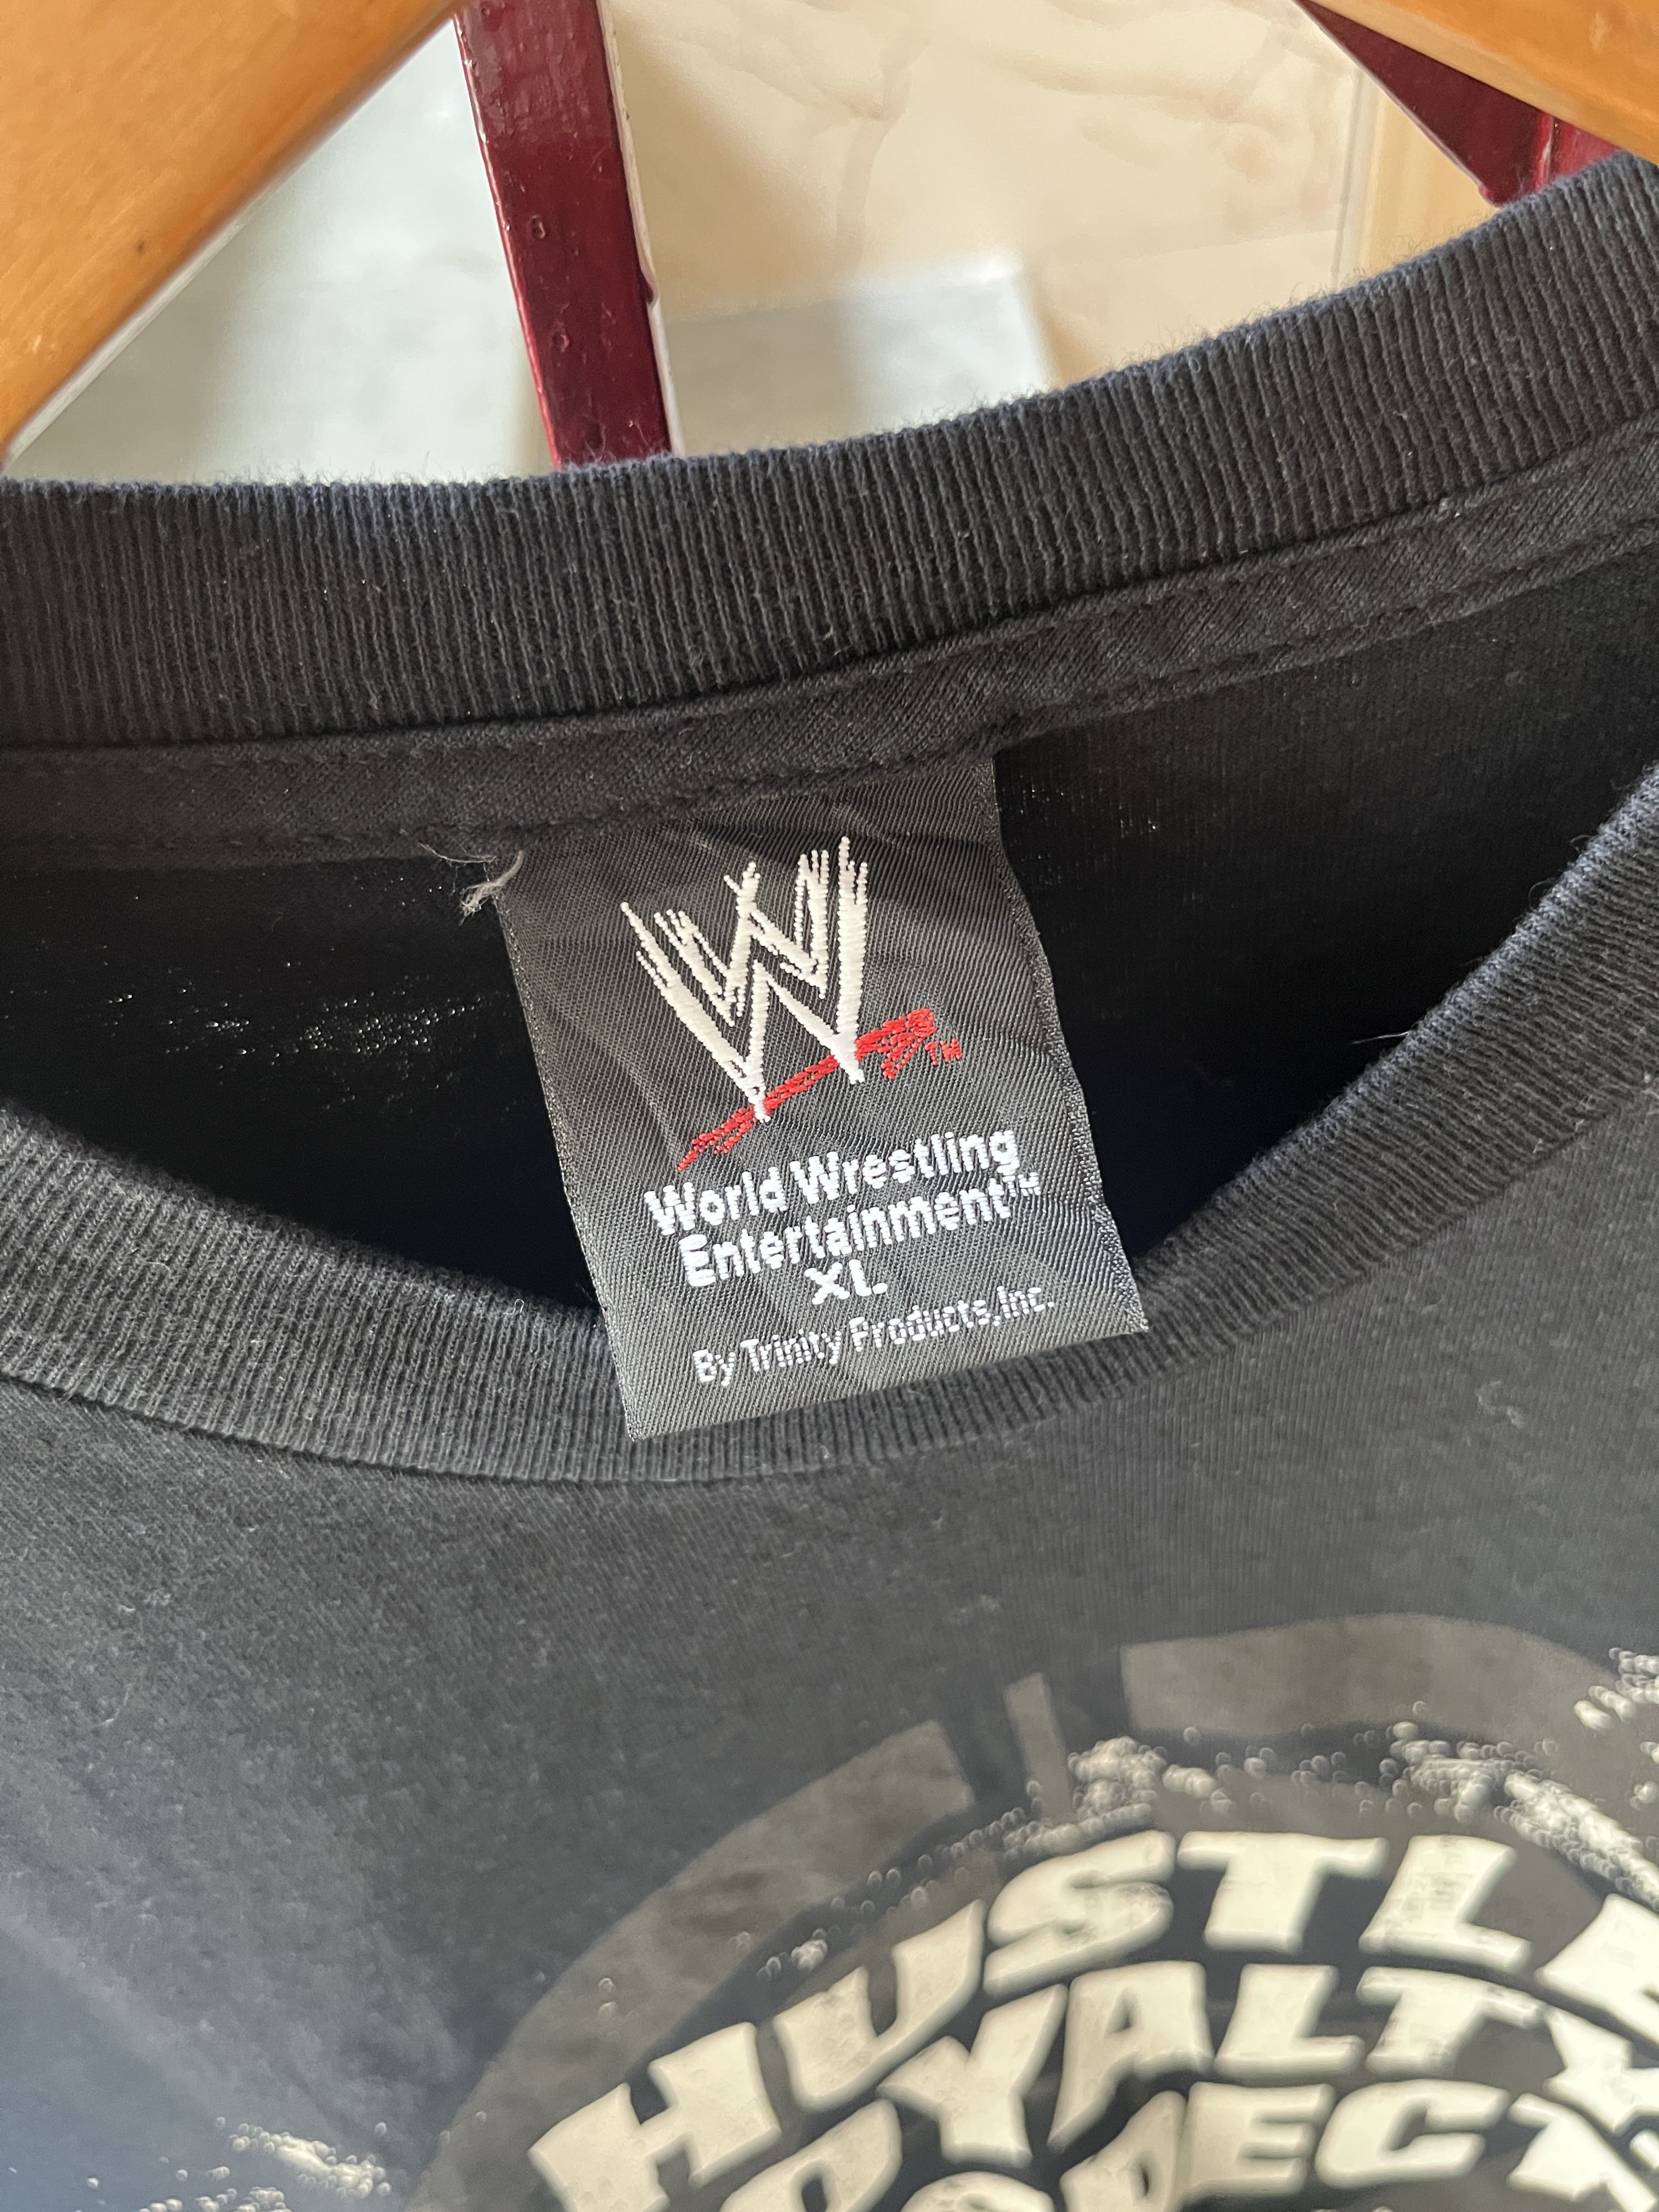 W
TM
World Wrestling
Entertainment™
XL
By Trinity Products,Inc.
HUSTLE
LOYALTY
RESPECT